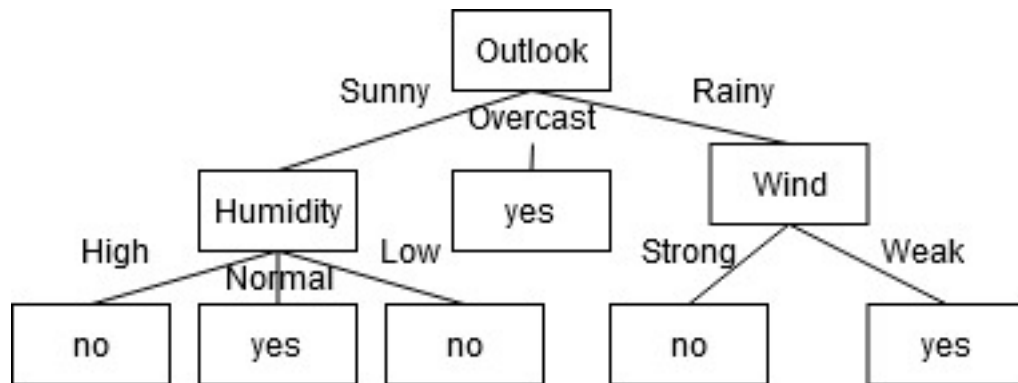 Outlook
Sunny
Overcast
Rainy
Humidity
yes
Wind
High
Normal
Low
Strong
Weak
no
yes
no
no
yes